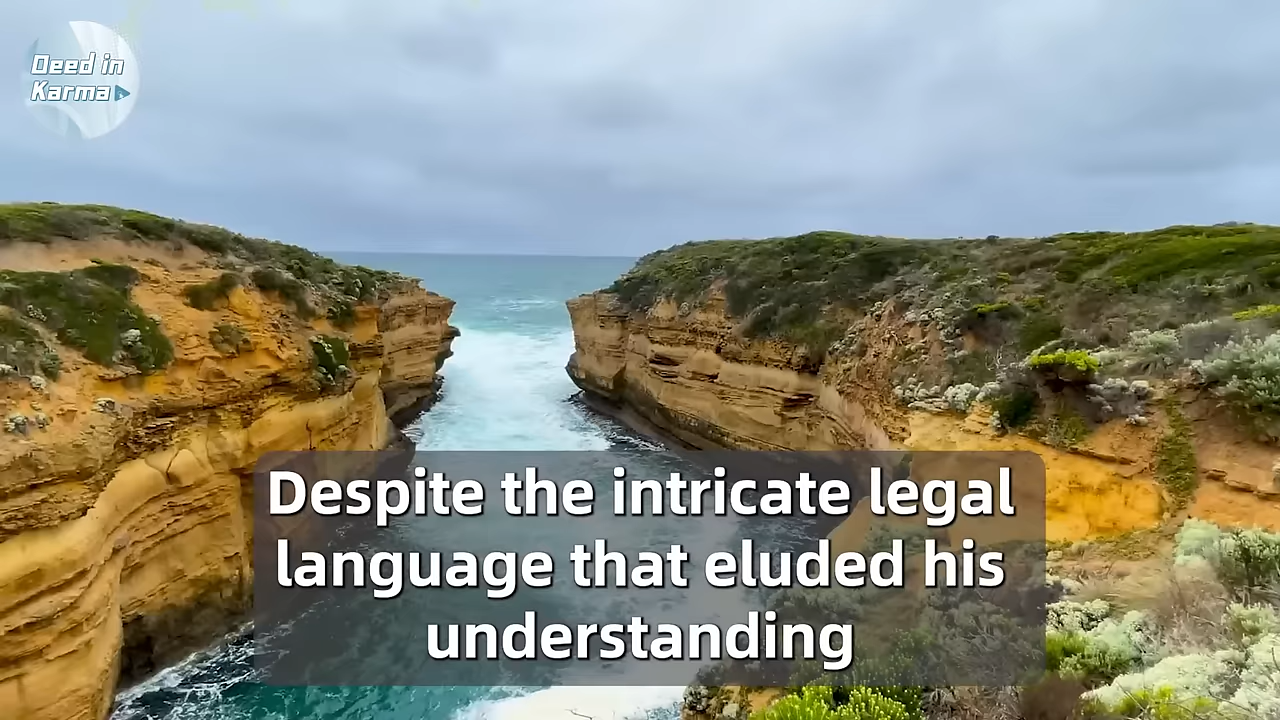 Deed in
Karma
Despite the intricate legal
language that eluded his
understanding